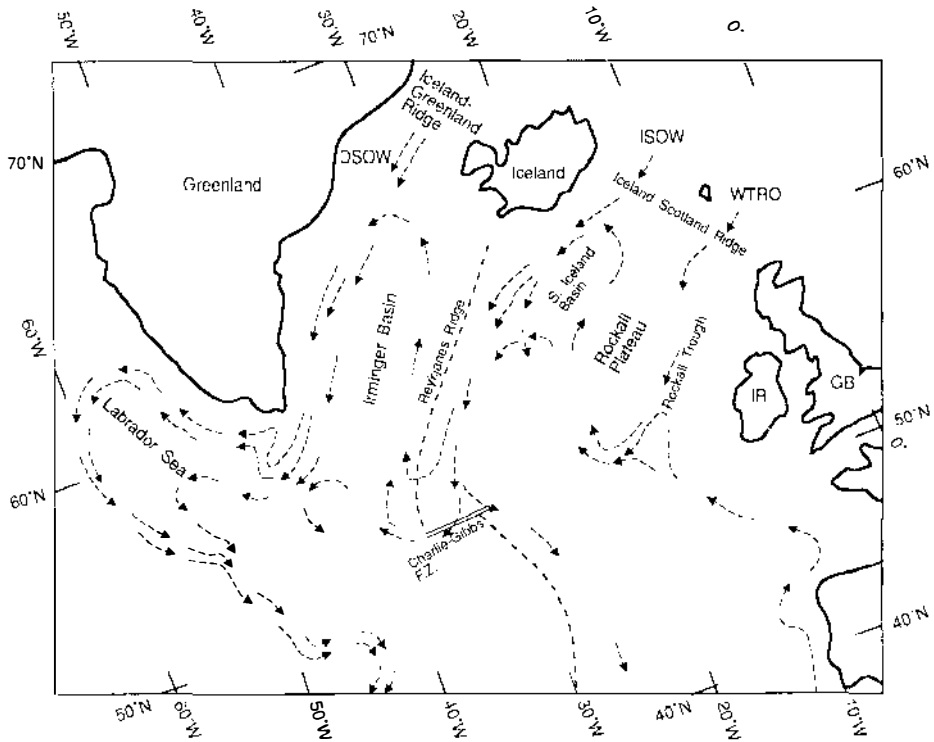 50°W
40°W
30°W
70°N
20°W
10°W
0°
70°N
60°W
60°N
60°N
50°N
0°
40°N
50°N
60°W
50°W
40°W
30°W
40°N
20°W
10°W
Iceland-
Greenland
Ridge
DSOW
Greenland
Iceland
ISOW
Iceland Scotland Ridge
WTRO
S. Iceland
Basin
Irminger Basin
Reykjanes Ridge
Rockall
Plateau
Rockall Trough
IR
GB
Labrador Sea
Charlie-Gibbs
F.Z.